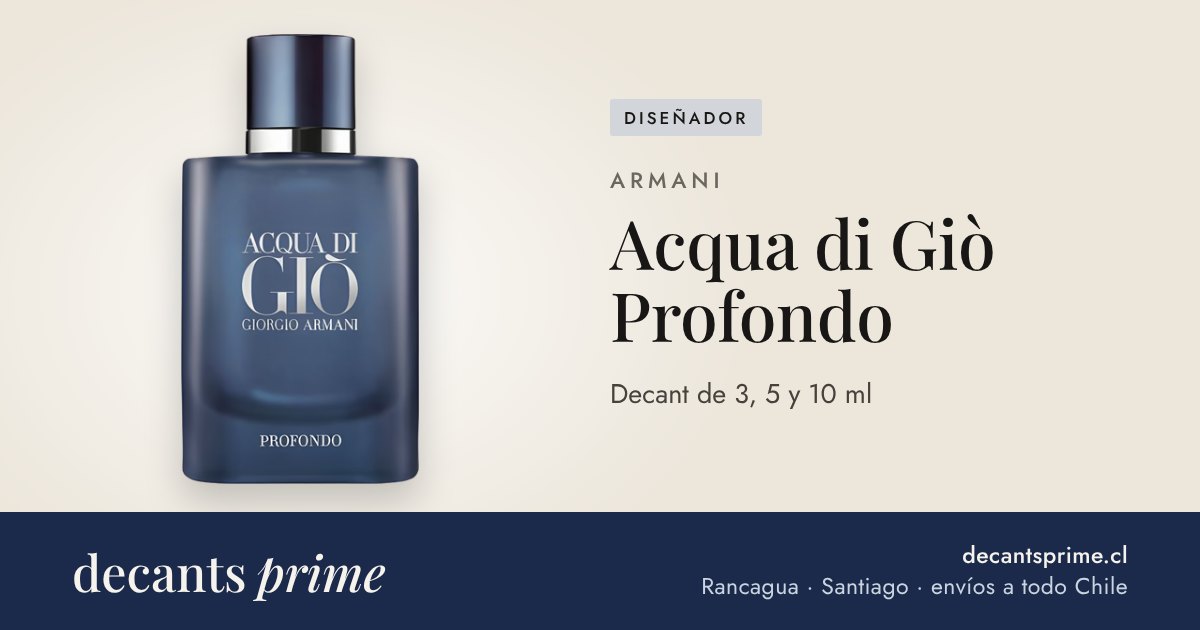 ACQUA DI
GIÒ
GIORGIO ARMANI
PROFONDO
DISEÑADOR
ARMANI
Acqua di Giò
Profondo
Decant de 3, 5 y 10 ml
decants prime
decantsprime.cl
Rancagua · Santiago · envíos a todo Chile